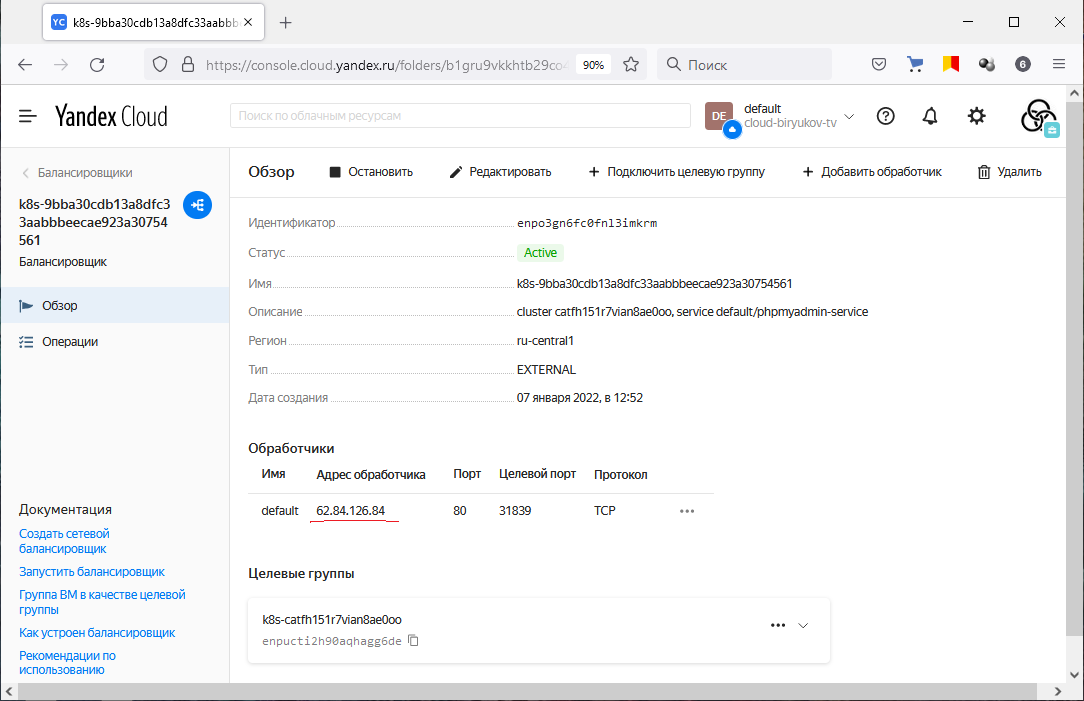 k8s-9bba30cdb13a8dfc33aabbb
https://console.cloud.yandex.ru/folders/b1gru9vkkhtb29co4
90%
Поиск
6
Yandex Cloud
Поиск по облачным ресурсам
DE
default
cloud-biryukov-tv
Балансировщики
k8s-9bba30cdb13a8dfc3
3aabbbeecae923a30754
561
Балансировщик
Обзор
Операции
Документация
Создать сетевой
балансировщик
Запустить балансировщик
Группа ВМ в качестве целевой
группы
Как устроен балансировщик
Рекомендации по
использованию
Обзор
Остановить
Редактировать
Подключить целевую группу
Добавить обработчик
Удалить
Идентификатор enpo3gn6fc0fnl3imkrm
Статус Active
Имя k8s-9bba30cdb13a8dfc33aabbbeecae923a30754561
Описание cluster catfh151r7vian8ae0oo, service default/phpmyadmin-service
Регион ru-central1
Тип EXTERNAL
Дата создания 07 января 2022, в 12:52
Обработчики
Имя Адрес обработчика Порт Целевой порт Протокол
default 62.84.126.84 80 31839 TCP
Целевые группы
k8s-catfh151r7vian8ae0oo
enpucti2h90aqhagg6de